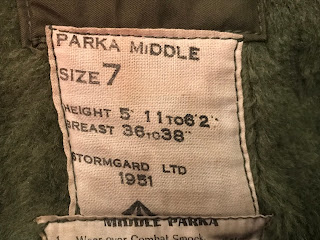 PARKA MIDDLE
SIZE 7
HEIGHT 5' 11 TO 6'2"
BREAST 36 TO 38"
STORMGARD LTD
1951
MIDDLE PARKA
1. Wear over Combat Smock